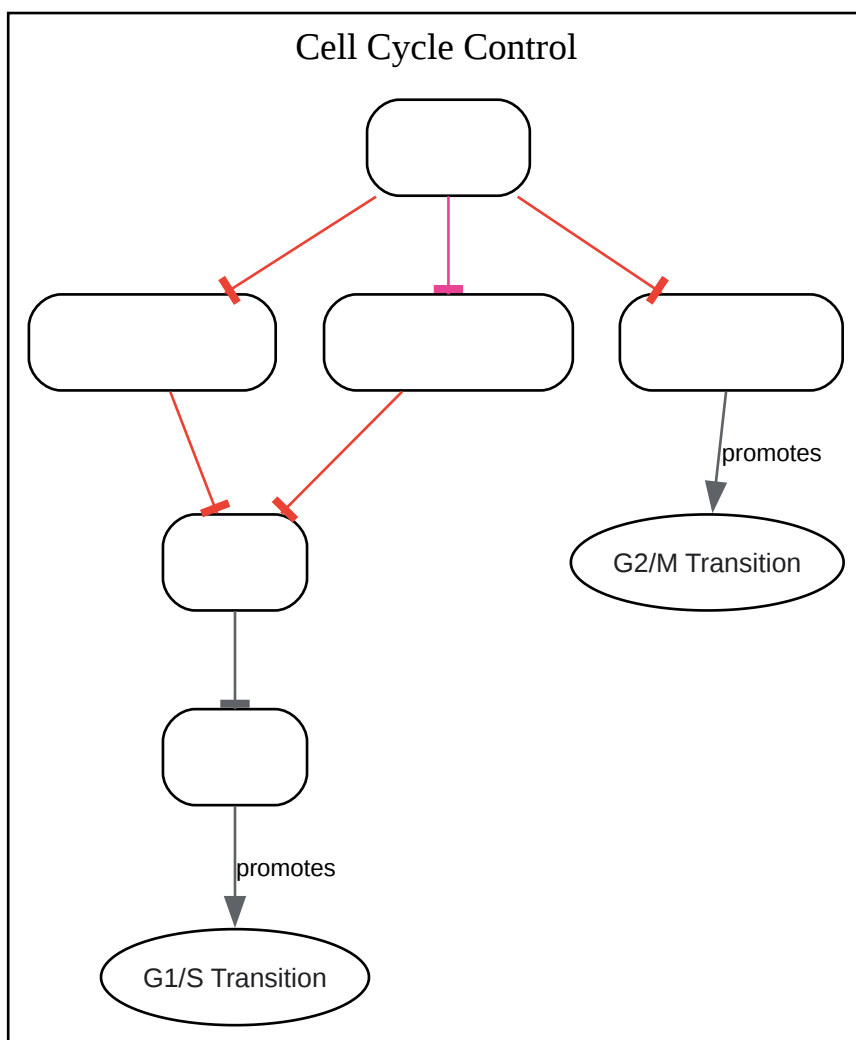 Cell Cycle Control
promotes
G2/M Transition
promotes
G1/S Transition